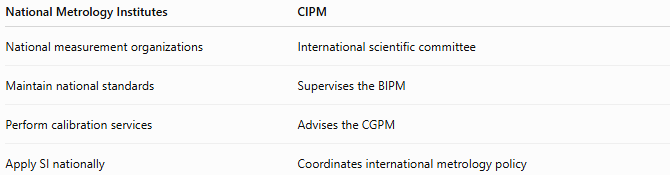 National Metrology Institutes CIPM
National measurement organizations International scientific committee
Maintain national standards Supervises the BIPM
Perform calibration services Advises the CGPM
Apply SI nationally Coordinates international metrology policy